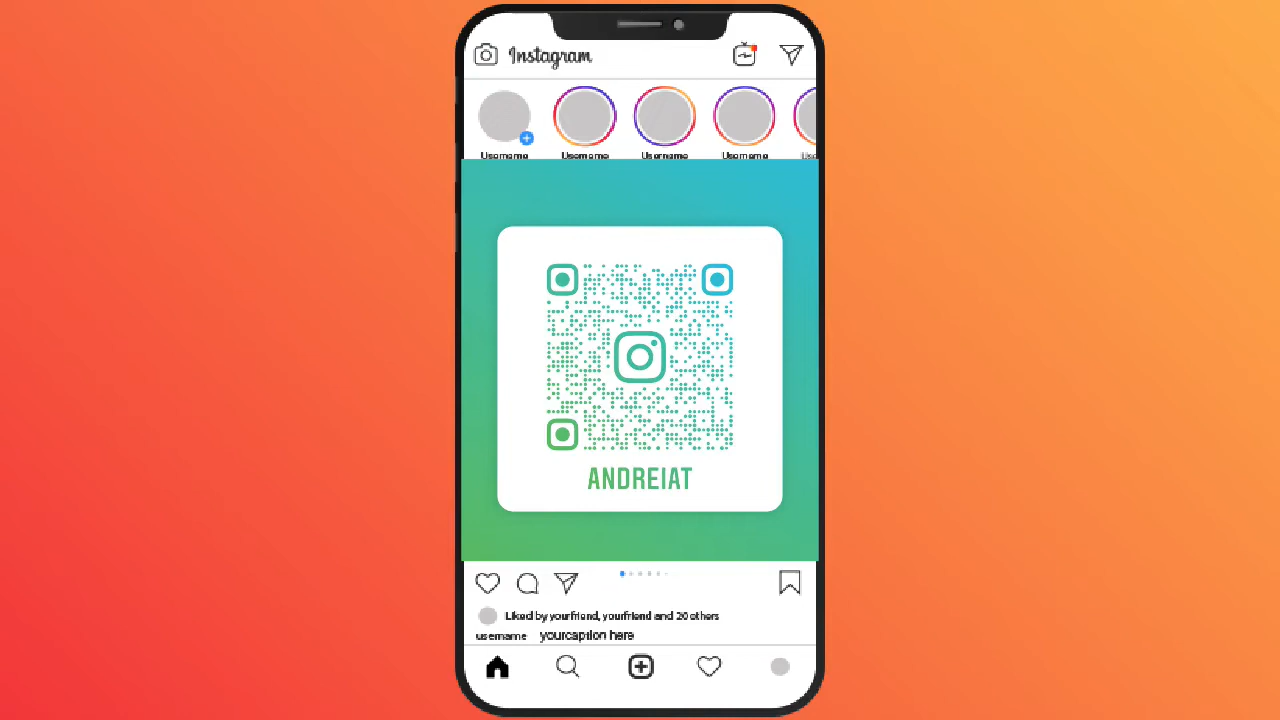 Instagram
Username Username Username Username
ANDREIAT
Liked by yourfriend, yourfriend and 20 others
username yourcaption here